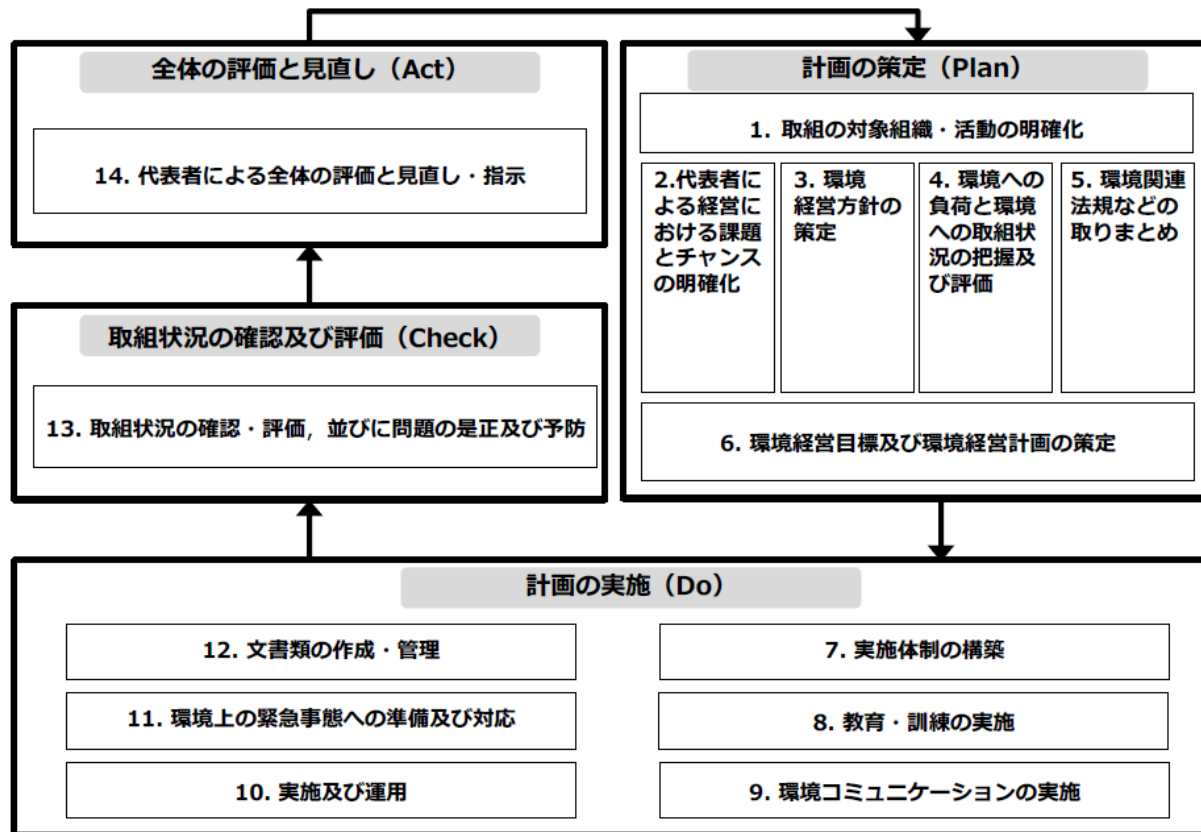 全体の評価と見直し（Act）
14. 代表者による全体の評価と見直し・指示
計画の策定（Plan）
1. 取組の対象組織・活動の明確化
2.代表者に
よる経営に
おける課題
とチャンス
の明確化
3. 環境
経営方針の
策定
4. 環境への
負荷と環境
への取組状
況の把握及
び評価
5. 環境関連
法規などの
取りまとめ
6. 環境経営目標及び環境経営計画の策定
取組状況の確認及び評価（Check）
13. 取組状況の確認・評価，並びに問題の是正及び予防
計画の実施（Do）
12. 文書類の作成・管理
11. 環境上の緊急事態への準備及び対応
10. 実施及び運用
7. 実施体制の構築
8. 教育・訓練の実施
9. 環境コミュニケーションの実施